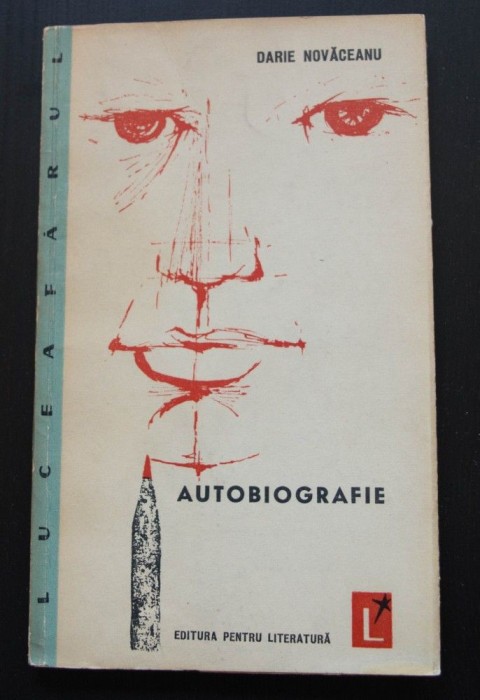 DARIE NOVĂCEANU
LUCEAFĂRUL
AUTOBIOGRAFIE
EDITURA PENTRU LITERATURĂ
L